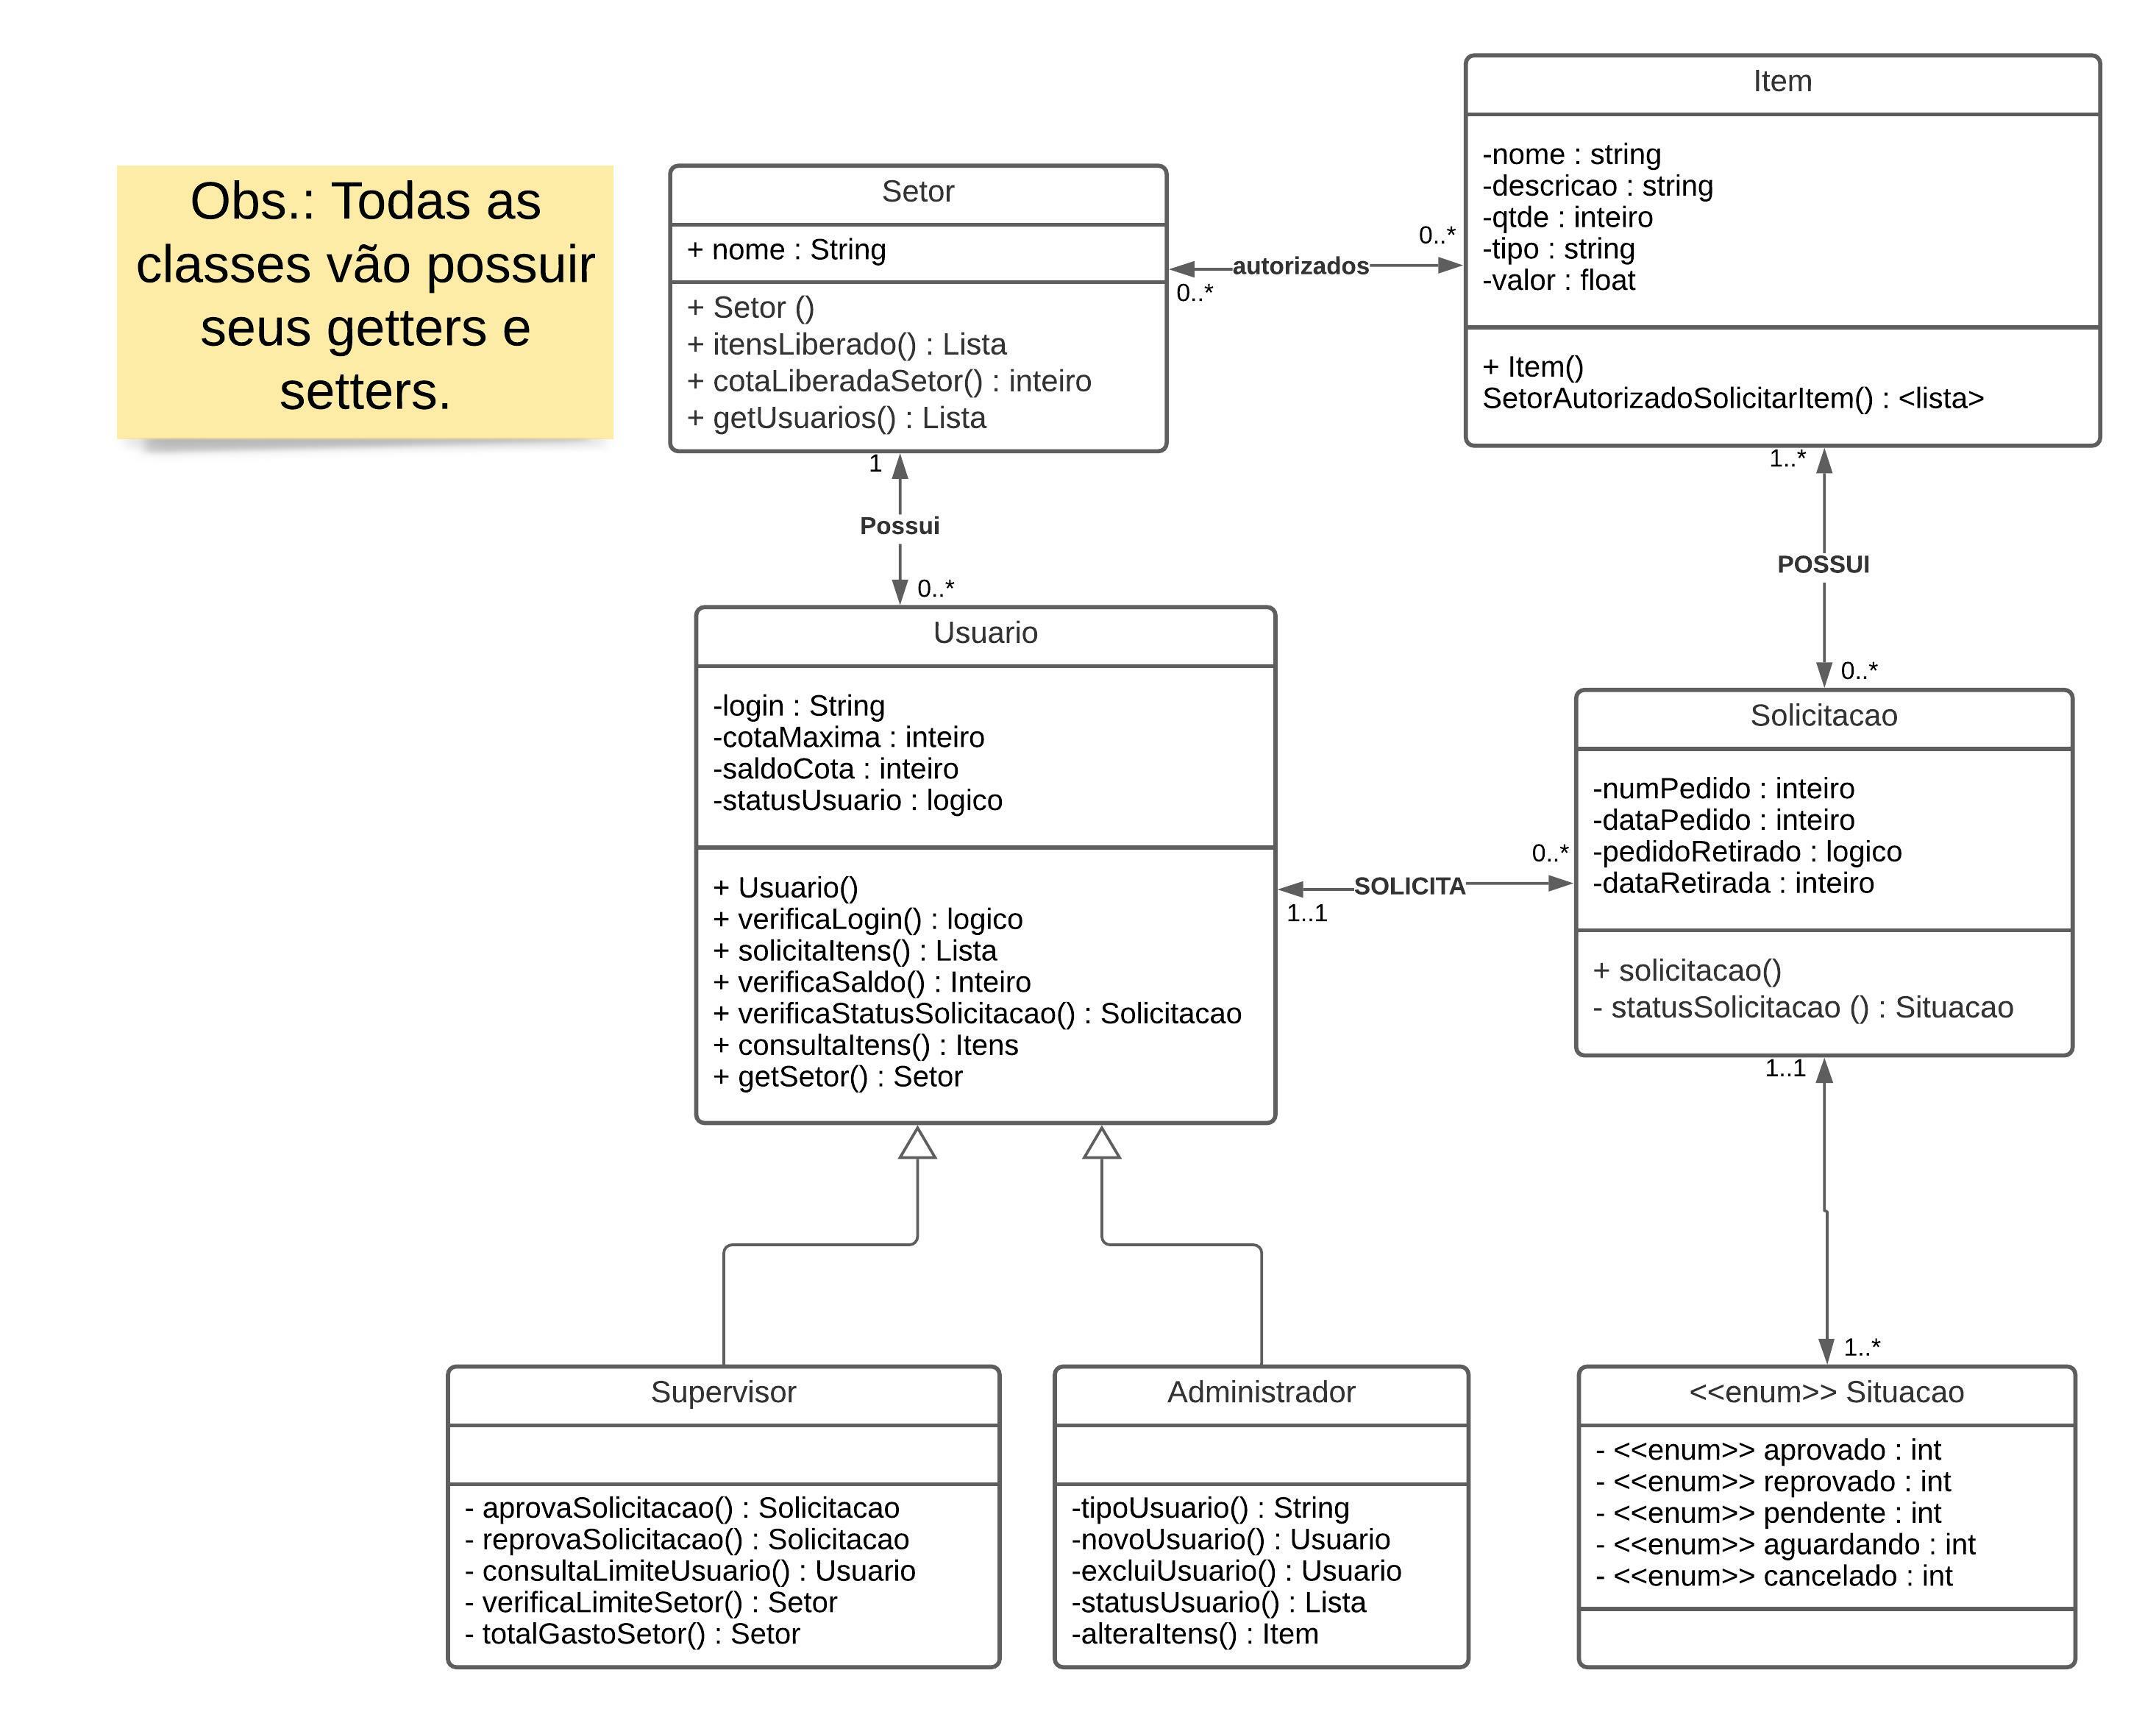 Obs.: Todas as
classes vão possuir
seus getters e
setters.
Setor
+ nome : String
+ Setor ()
+ itensLiberado() : Lista
+ cotaLiberadaSetor() : inteiro
+ getUsuarios() : Lista
0..*
autorizados
0..*
Item
-nome : string
-descricao : string
-qtde : inteiro
-tipo : string
-valor : float
+ Item()
SetorAutorizadoSolicitarItem() : <lista>
1
Possui
0..*
1..*
POSSUI
0..*
Usuario
-login : String
-cotaMaxima : inteiro
-saldoCota : inteiro
-statusUsuario : logico
+ Usuario()
+ verificaLogin() : logico
+ solicitaItens() : Lista
+ verificaSaldo() : Inteiro
+ verificaStatusSolicitacao() : Solicitacao
+ consultaItens() : Itens
+ getSetor() : Setor
0..*
SOLICITA
1..1
Solicitacao
-numPedido : inteiro
-dataPedido : inteiro
-pedidoRetirado : logico
-dataRetirada : inteiro
+ solicitacao()
- statusSolicitacao () : Situacao
1..1
1..*
Supervisor
- aprovaSolicitacao() : Solicitacao
- reprovaSolicitacao() : Solicitacao
- consultaLimiteUsuario() : Usuario
- verificaLimiteSetor() : Setor
- totalGastoSetor() : Setor
Administrador
-tipoUsuario() : String
-novoUsuario() : Usuario
-excluiUsuario() : Usuario
-statusUsuario() : Lista
-alteraItens() : Item
<<enum>> Situacao
- <<enum>> aprovado : int
- <<enum>> reprovado : int
- <<enum>> pendente : int
- <<enum>> aguardando : int
- <<enum>> cancelado : int